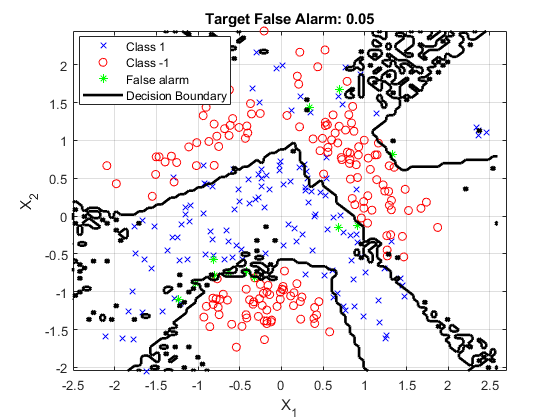 Target False Alarm: 0.05
Class 1
Class -1
False alarm
Decision Boundary
X2
2
1.5
1
0.5
0
-0.5
-1
-1.5
-2
-2.5 -2 -1.5 -1 -0.5 0 0.5 1 1.5 2 2.5
X1